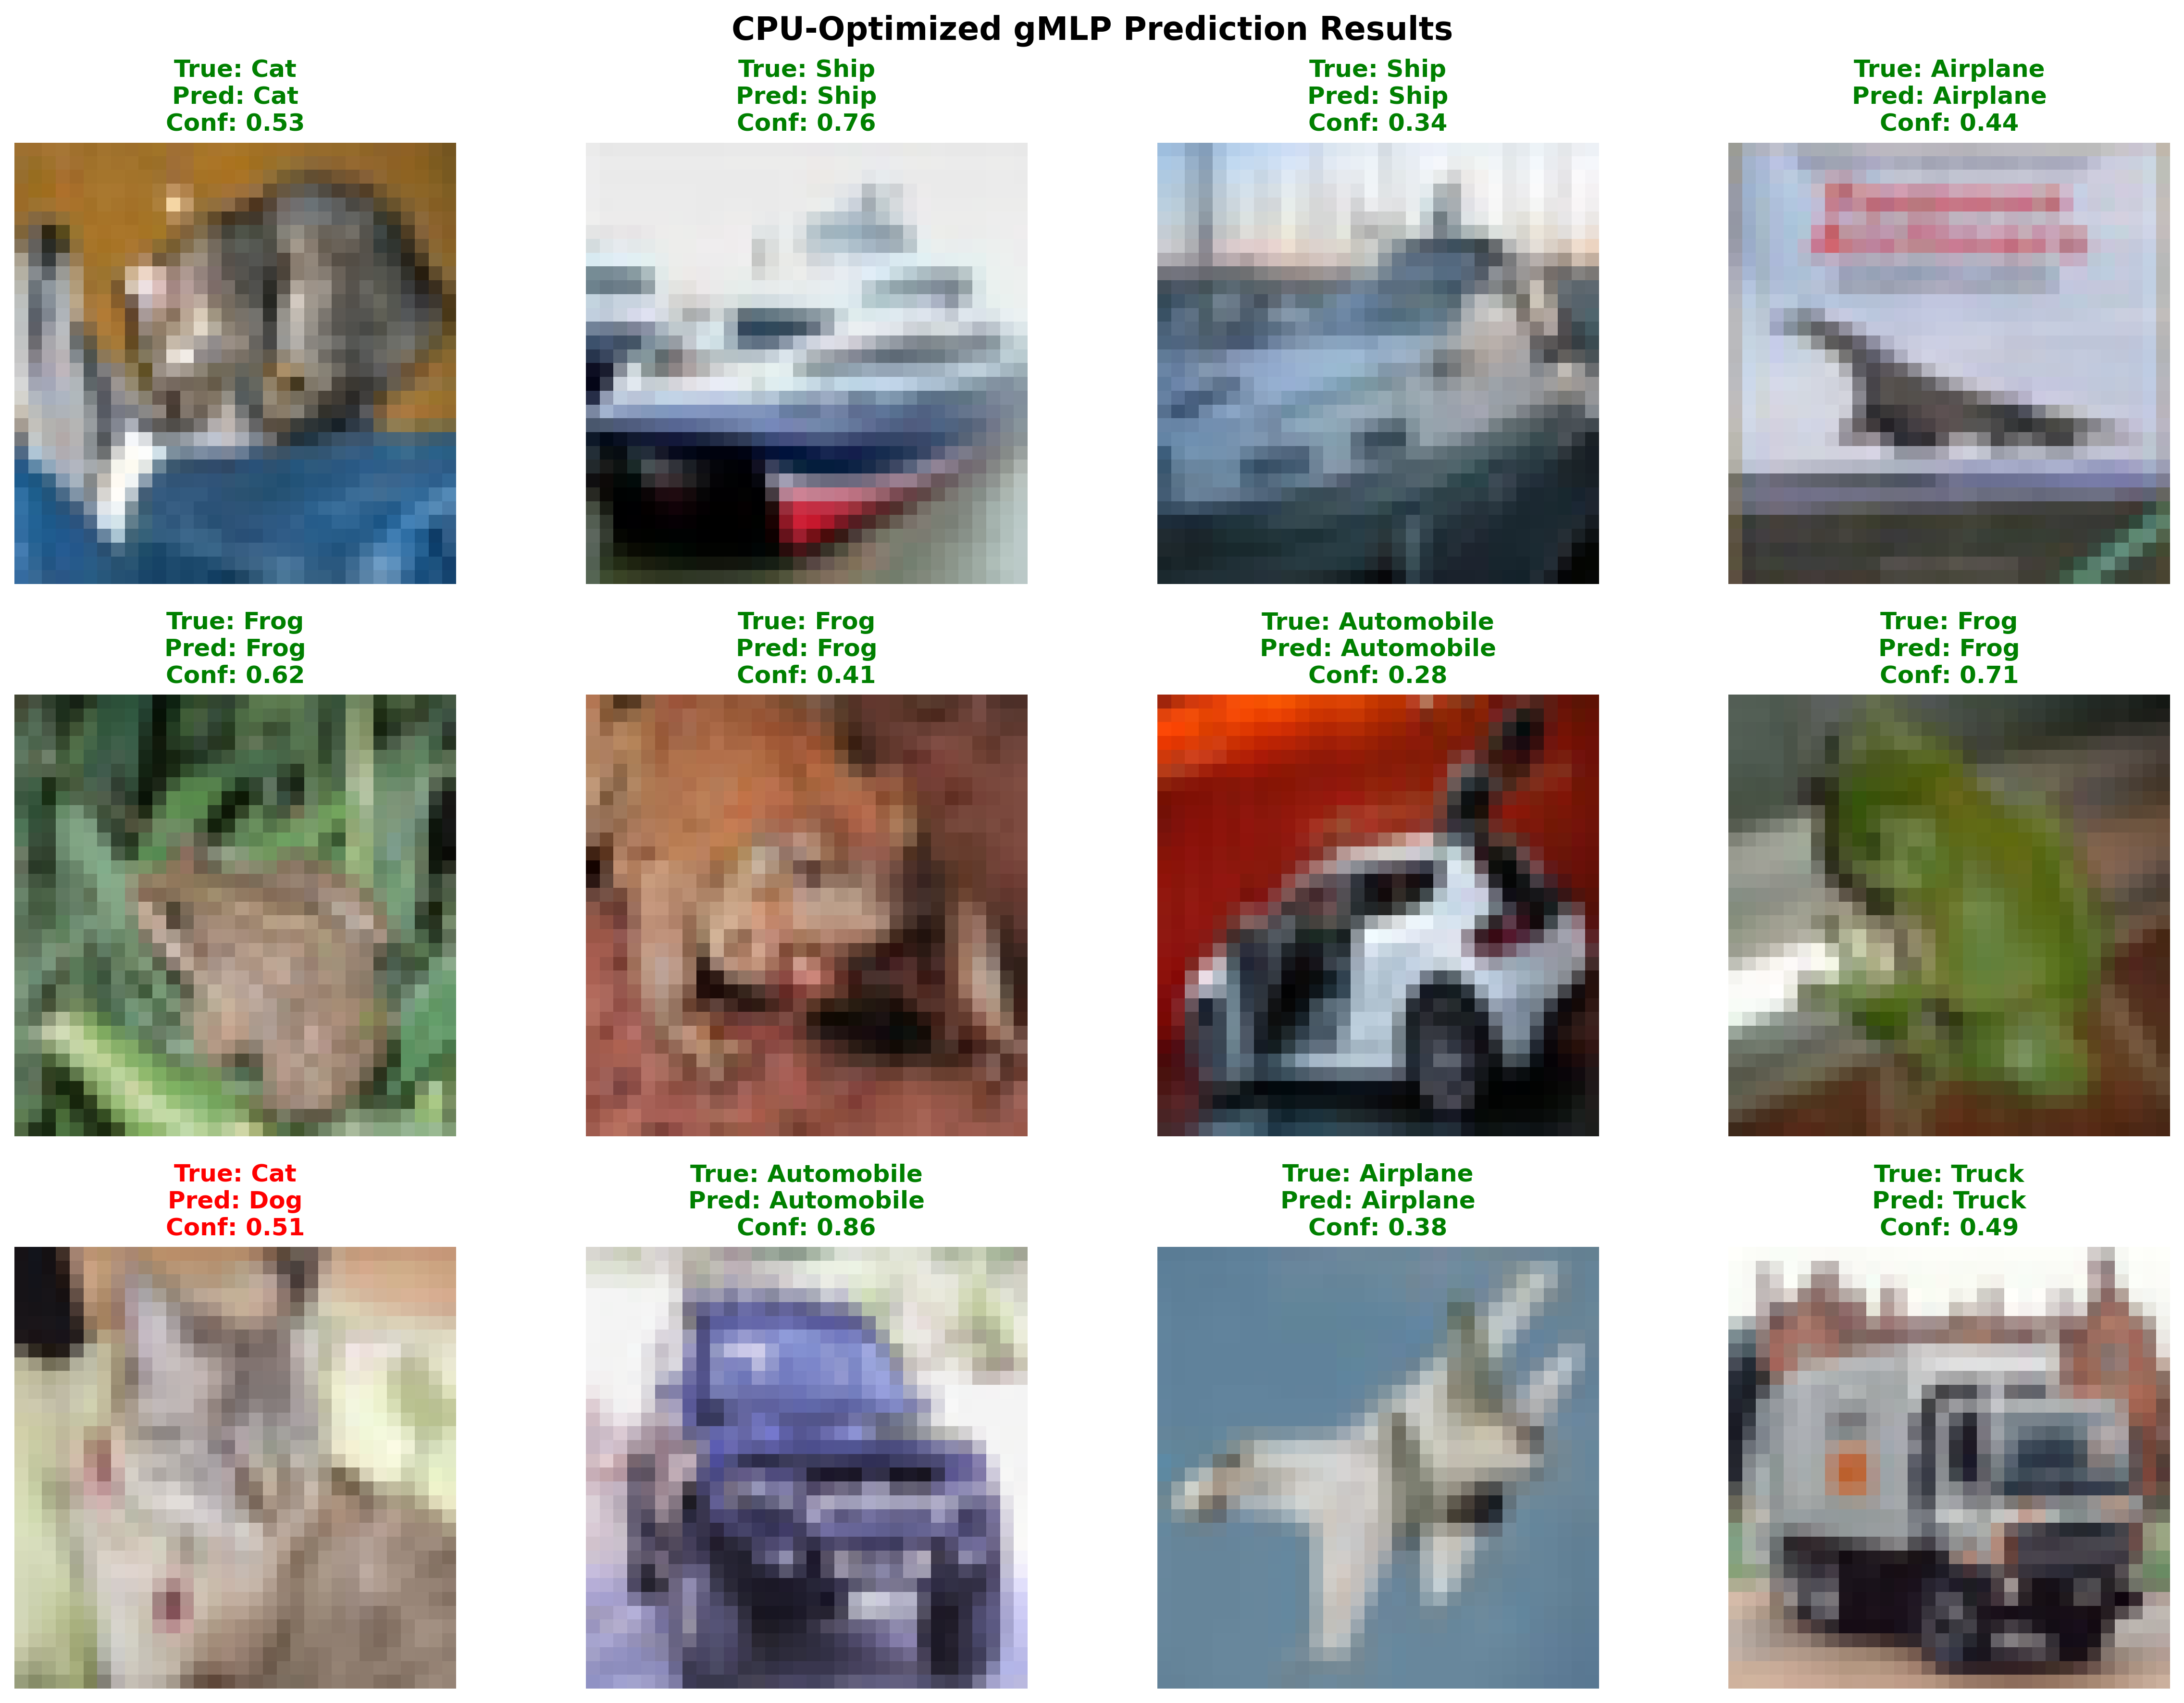 CPU-Optimized gMLP Prediction Results
True: Cat
Pred: Cat
Conf: 0.53
True: Ship
Pred: Ship
Conf: 0.76
True: Ship
Pred: Ship
Conf: 0.34
True: Airplane
Pred: Airplane
Conf: 0.44
True: Frog
Pred: Frog
Conf: 0.62
True: Frog
Pred: Frog
Conf: 0.41
True: Automobile
Pred: Automobile
Conf: 0.28
True: Frog
Pred: Frog
Conf: 0.71
True: Cat
Pred: Dog
Conf: 0.51
True: Automobile
Pred: Automobile
Conf: 0.86
True: Airplane
Pred: Airplane
Conf: 0.38
True: Truck
Pred: Truck
Conf: 0.49